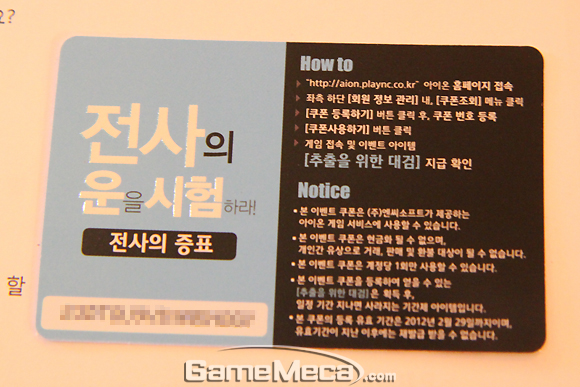 요?
할
전사의
운을 시험하라!
전사의 증표
How to
"http://aion.plaync.co.kr" 아이온 홈페이지 접속
좌측 하단 [회원 정보 관리] 내, [쿠폰조회] 메뉴 클릭
[쿠폰 등록하기] 버튼 클릭 후, 쿠폰 번호 등록
[쿠폰사용하기] 버튼 클릭
게임 접속 및 이벤트 아이템
[추출을 위한 대검] 지급 확인
Notice
본 이벤트 쿠폰은 (주)엔씨소프트가 제공하는
아이온 게임 서비스에 사용할 수 있습니다.
본 이벤트 쿠폰은 현금화 될 수 없으며,
개인간 유상으로 거래, 판매 및 환불 대상이 될 수 없습니다.
본 이벤트 쿠폰은 계정당 1회만 사용할 수 있습니다.
본 이벤트 쿠폰을 등록하여 얻을 수 있는
[추출을 위한 대검]은 획득 후,
일정 기간 지나면 사라지는 기간제 아이템입니다.
본 쿠폰의 등록 유효 기간은 2012년 2월 29일까지이며,
유효기간이 지난 이후에는 재발급 받을 수 없습니다.
GameMeca.com